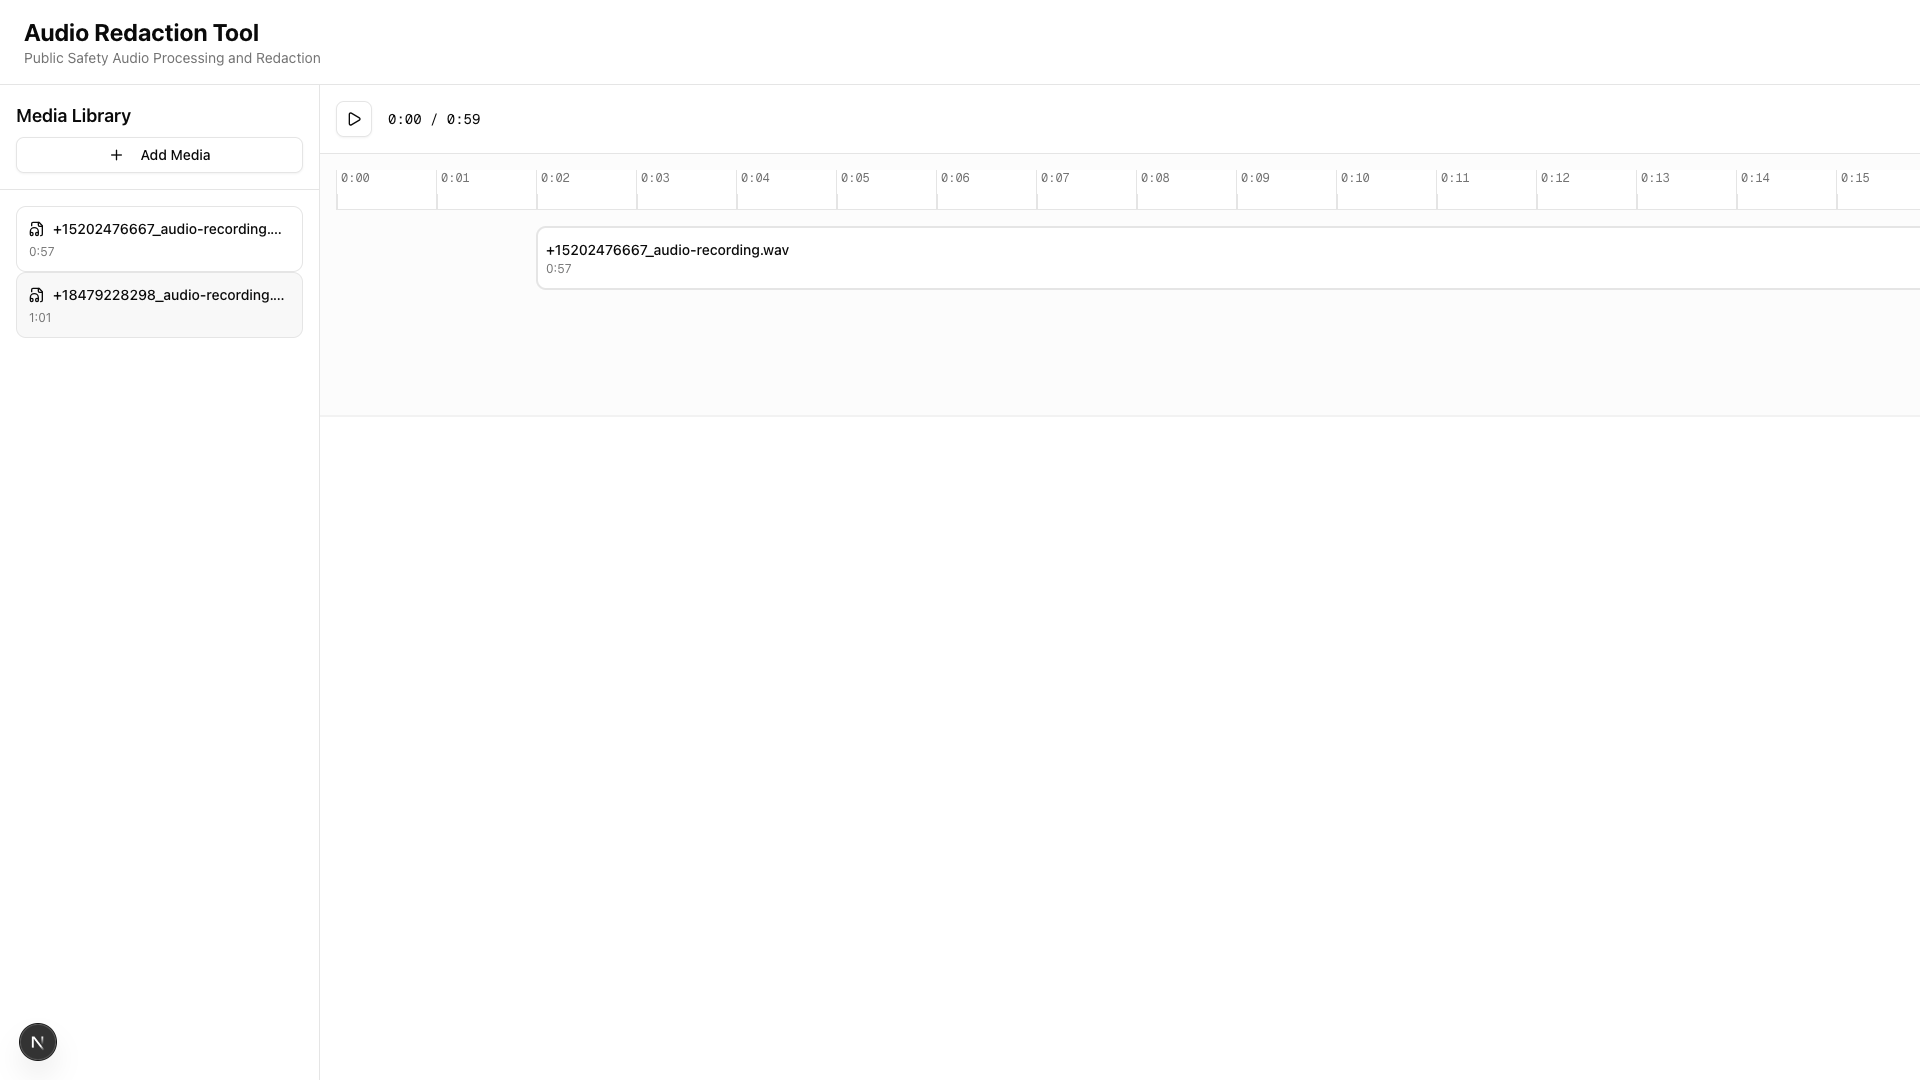 Audio Redaction Tool
Public Safety Audio Processing and Redaction
Media Library
Add Media
+15202476667_audio-recording....
0:57
+18479228298_audio-recording....
1:01
0:00 / 0:59
0:00 0:01 0:02 0:03 0:04 0:05 0:06 0:07 0:08 0:09 0:10 0:11 0:12 0:13 0:14 0:15
+15202476667_audio-recording.wav
0:57
N